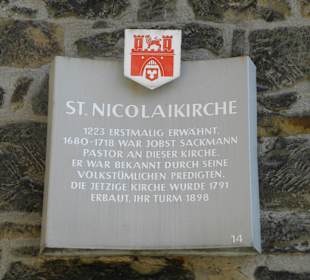 ST. NICOLAIKIRCHE
1223 ERSTMALIG ERWÄHNT.
1680-1718 WAR JOBST SACKMANN
PASTOR AN DIESER KIRCHE.
ER WAR BEKANNT DURCH SEINE
VOLKSTÜMLICHEN PREDIGTEN.
DIE JETZIGE KIRCHE WURDE 1791
ERBAUT, IHR TURM 1898
14